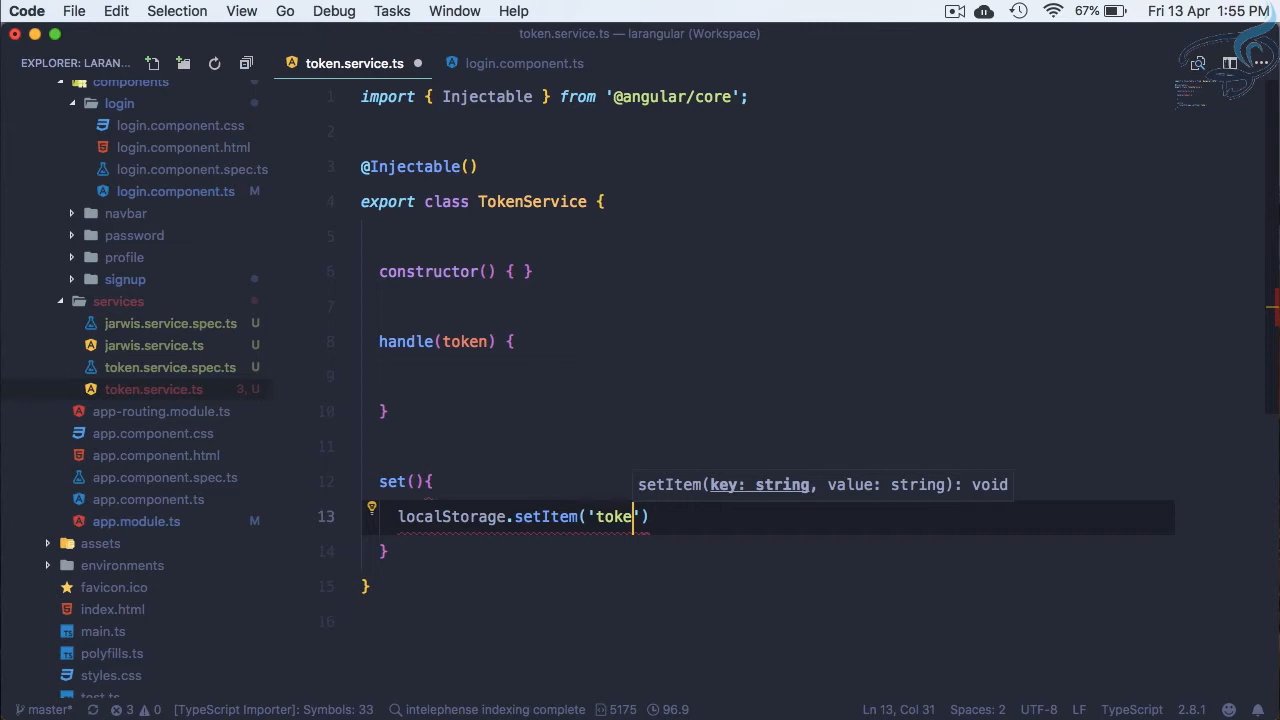 Code File Edit Selection View Go Debug Tasks Window Help 67% Fri 13 Apr 1:55 PM
token.service.ts — larangular (Workspace)
EXPLORER: LARAN...
token.service.ts
login.component.ts
components
login
login.component.css
login.component.html
login.component.spec.ts
login.component.ts M
navbar
password
profile
signup
services
jarwis.service.spec.ts U
jarwis.service.ts U
token.service.spec.ts U
token.service.ts 3, U
app-routing.module.ts
app.component.css
app.component.html
app.component.spec.ts
app.component.ts
app.module.ts M
assets
environments
favicon.ico
index.html
main.ts
polyfills.ts
styles.css
test.ts
1 import { Injectable } from '@angular/core';
2
3 @Injectable()
4 export class TokenService {
5
6 constructor() { }
7
8 handle(token) {
9
10 }
11
12 set(){
setItem(key: string, value: string): void
13 localStorage.setItem('toke')
14 }
15 }
16
master* 3 0 [TypeScript Importer]: Symbols: 33 intelephense indexing complete 5175 96.9 Ln 13, Col 31 Spaces: 2 UTF-8 LF TypeScript 2.8.1